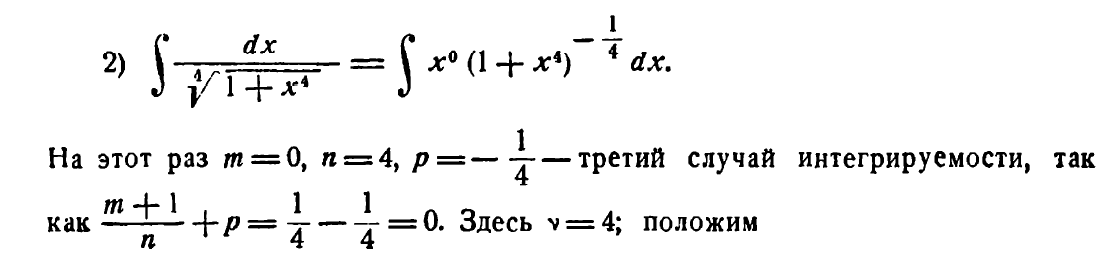 2) ∫ dx / ∜(1 + x⁴) = ∫ x⁰ (1 + x⁴)^(− 1/4) dx.
На этот раз m = 0, n = 4, p = − 1/4 — третий случай интегрируемости, так
как (m + 1)/n + p = 1/4 − 1/4 = 0. Здесь ν = 4; положим